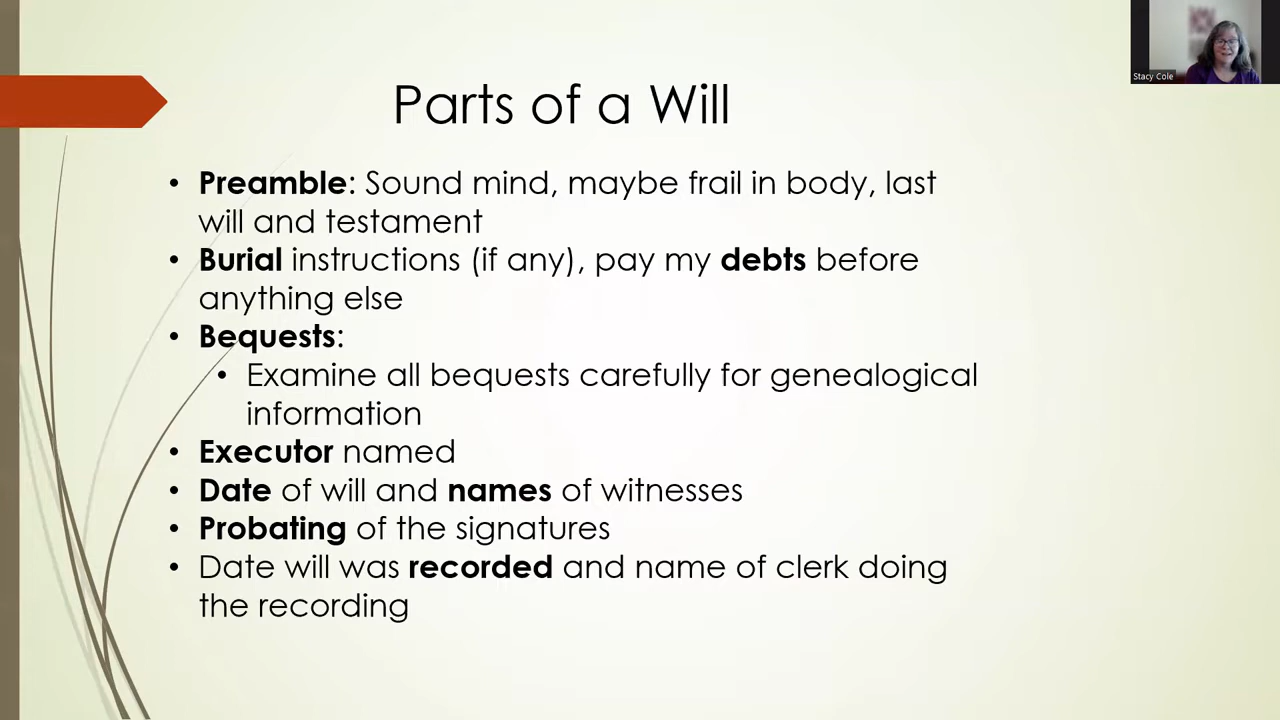 Stacy Cole
Parts of a Will
• Preamble: Sound mind, maybe frail in body, last
will and testament
• Burial instructions (if any), pay my debts before
anything else
• Bequests:
• Examine all bequests carefully for genealogical
information
• Executor named
• Date of will and names of witnesses
• Probating of the signatures
• Date will was recorded and name of clerk doing
the recording